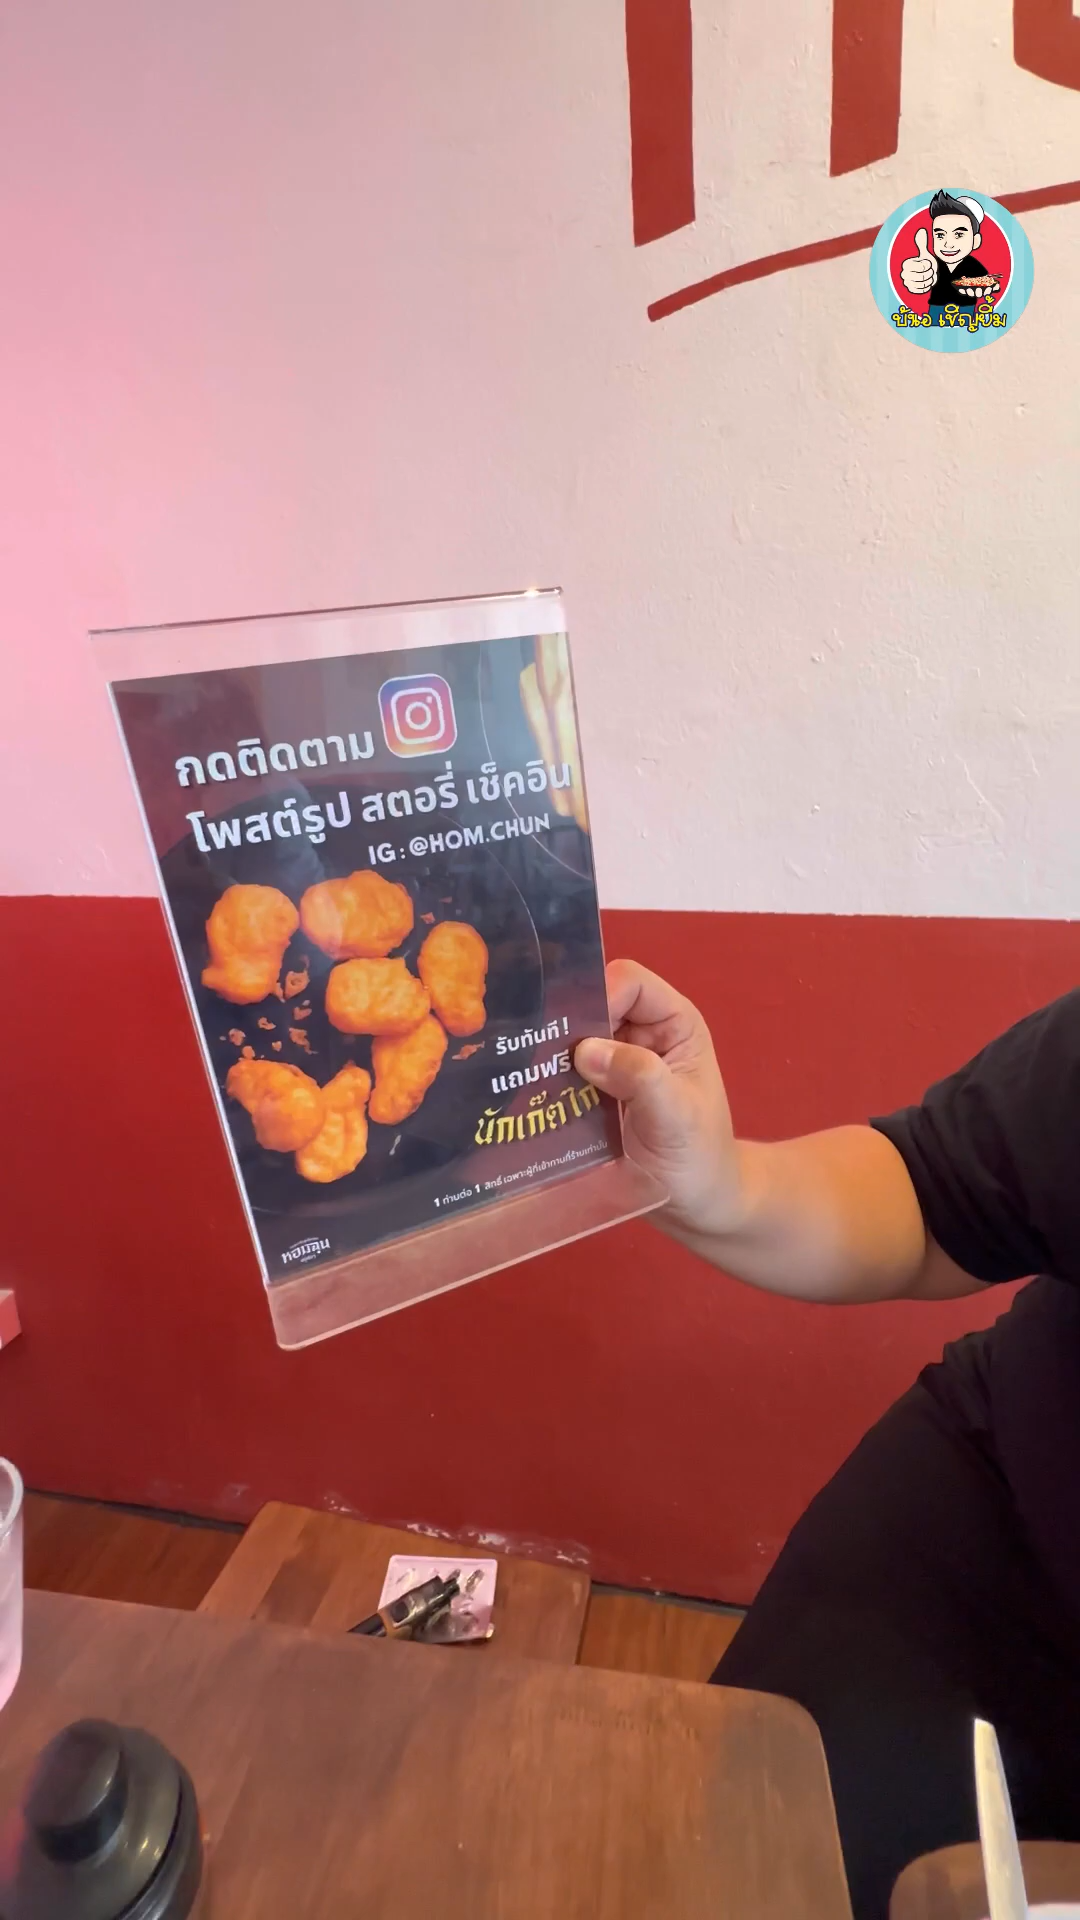 บังอ เชิญยิ้ม
กดติดตาม
โพสต์รูป สตอรี่ เช็คอิน
IG : @HOM.CHUN
รับทันที !
แถมฟรี
นักเก็ตไก่
1 ท่านต่อ 1 สิทธิ์ เฉพาะผู้ที่เข้าทานที่ร้านเท่านั้น
หอมฉุน